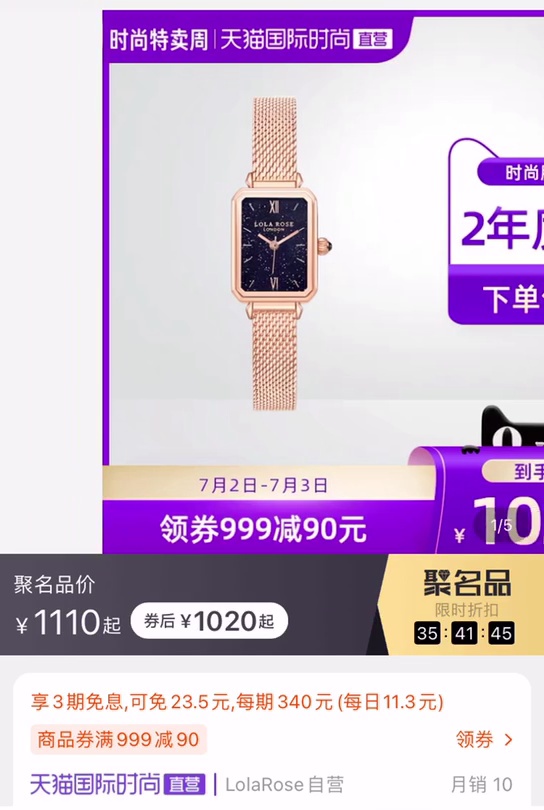 时尚特卖周 | 天猫国际时尚 直营
XII
LOLA ROSE
LONDON
VI
时尚
2年
下单
7月2日-7月3日
领券999减90元
到手
¥ 10
1/5
聚名品价
¥1110起 券后 ¥1020起
聚名品
限时折扣
35 : 41 : 45
享3期免息,可免23.5元,每期340元(每日11.3元)
商品券满999减90
领券 >
天猫国际时尚 直营 | LolaRose自营
月销 10